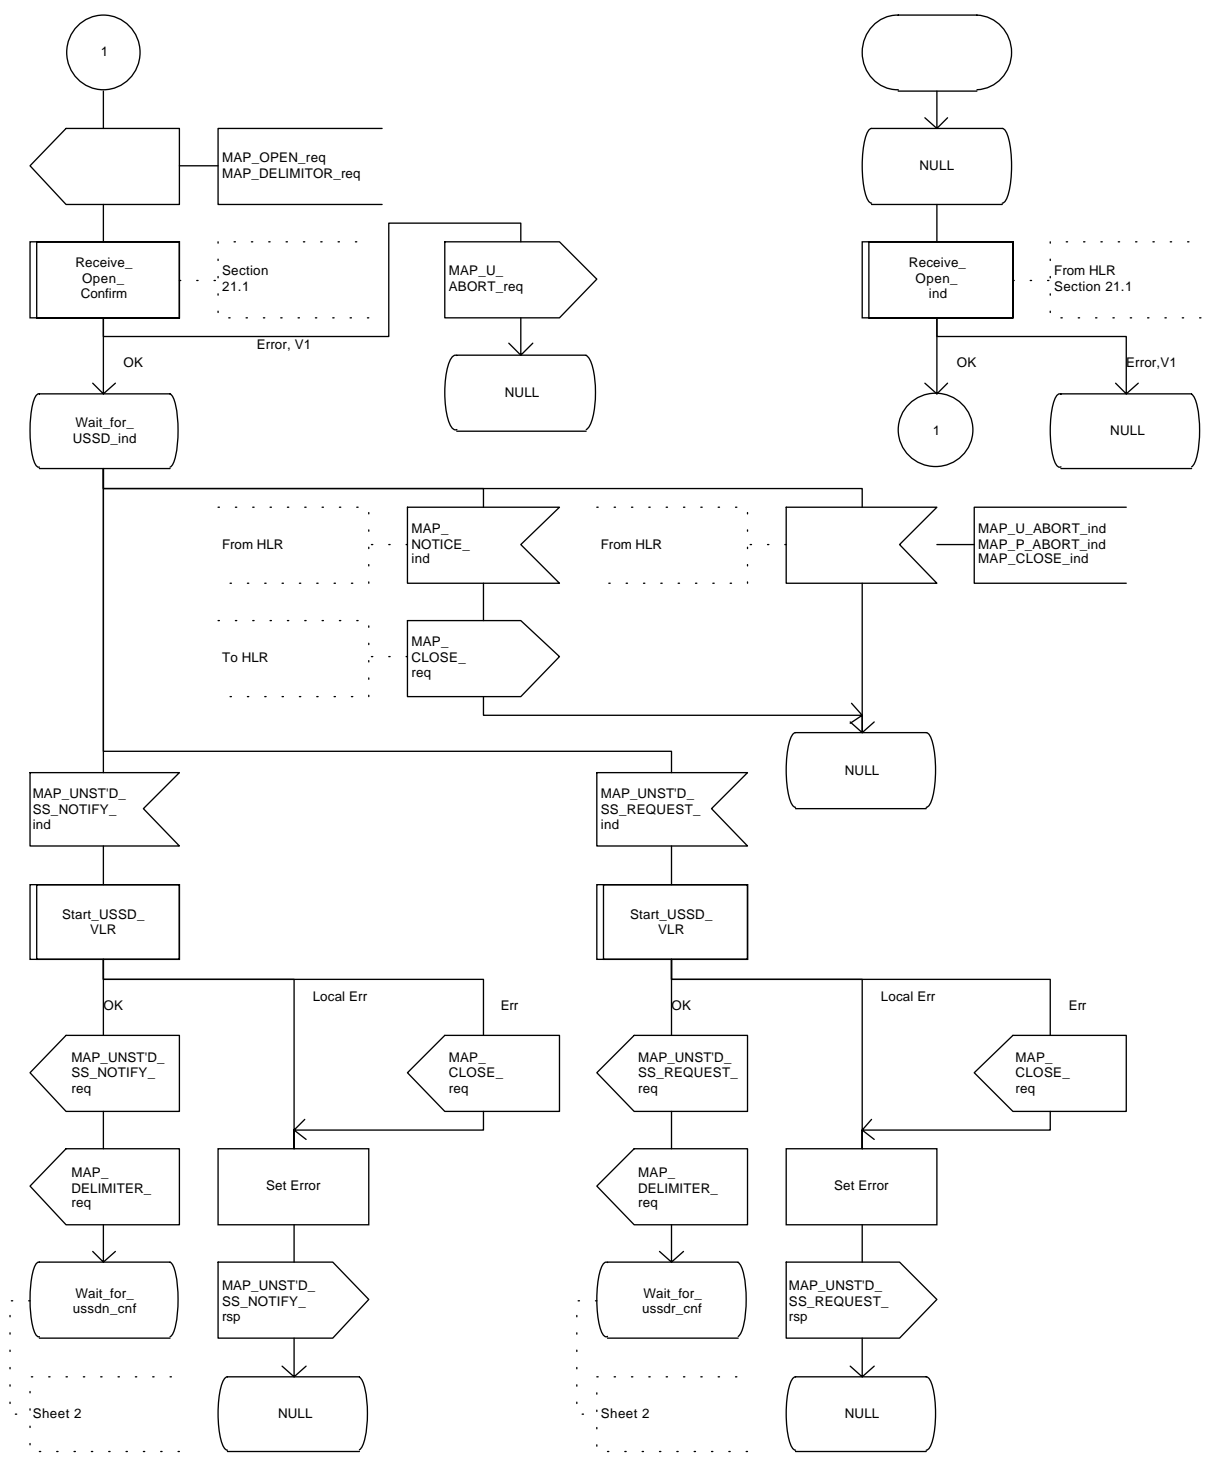 1
MAP_OPEN_req
MAP_DELIMITOR_req
NULL
Receive_
Open_
Confirm
Section
21.1
MAP_U_
ABORT_req
Receive_
Open_
ind
From HLR
Section 21.1
Error, V1
OK
OK
Error,V1
NULL
Wait_for_
USSD_ind
1
NULL
From HLR
MAP_
NOTICE_
ind
From HLR
MAP_U_ABORT_ind
MAP_P_ABORT_ind
MAP_CLOSE_ind
To HLR
MAP_
CLOSE_
req
NULL
MAP_UNST'D_
SS_NOTIFY_
ind
MAP_UNST'D_
SS_REQUEST_
ind
Start_USSD_
VLR
Start_USSD_
VLR
OK
Local Err
Err
OK
Local Err
Err
MAP_UNST'D_
SS_NOTIFY_
req
MAP_
CLOSE_
req
MAP_UNST'D_
SS_REQUEST_
req
MAP_
CLOSE_
req
MAP_
DELIMITER_
req
Set Error
MAP_
DELIMITER_
req
Set Error
Wait_for_
ussdn_cnf
MAP_UNST'D_
SS_NOTIFY_
rsp
Wait_for_
ussdr_cnf
MAP_UNST'D_
SS_REQUEST_
rsp
Sheet 2
NULL
Sheet 2
NULL